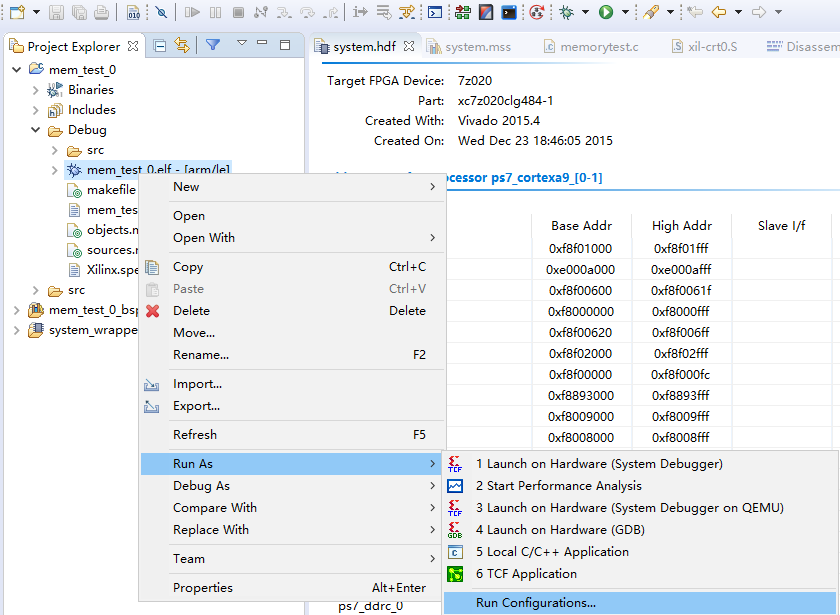 Project Explorer
system.hdf
system.mss
memorytest.c
xil-crt0.S
Disassem
mem_test_0
Binaries
Includes
Debug
src
mem_test_0.elf - [arm/le]
makefile
mem_tes
objects.m
sources.m
Xilinx.spe
src
mem_test_0_bsp
system_wrappe
Target FPGA Device: 7z020
Part: xc7z020clg484-1
Created With: Vivado 2015.4
Created On: Wed Dec 23 18:46:05 2015
ocessor ps7_cortexa9_[0-1]
Base Addr High Addr Slave I/f
0xf8f01000 0xf8f01fff
0xe000a000 0xe000afff
0xf8f00600 0xf8f0061f
0xf8000000 0xf8000fff
0xf8f00620 0xf8f006ff
0xf8f02000 0xf8f02fff
0xf8f00000 0xf8f000fc
0xf8893000 0xf8893fff
0xf8009000 0xf8009fff
0xf8008000 0xf8008fff
New
Open
Open With
Copy Ctrl+C
Paste Ctrl+V
Delete Delete
Move...
Rename... F2
Import...
Export...
Refresh F5
Run As
Debug As
Compare With
Replace With
Team
Properties Alt+Enter
1 Launch on Hardware (System Debugger)
2 Start Performance Analysis
3 Launch on Hardware (System Debugger on QEMU)
4 Launch on Hardware (GDB)
5 Local C/C++ Application
6 TCF Application
Run Configurations...
ps7_ddrc_0